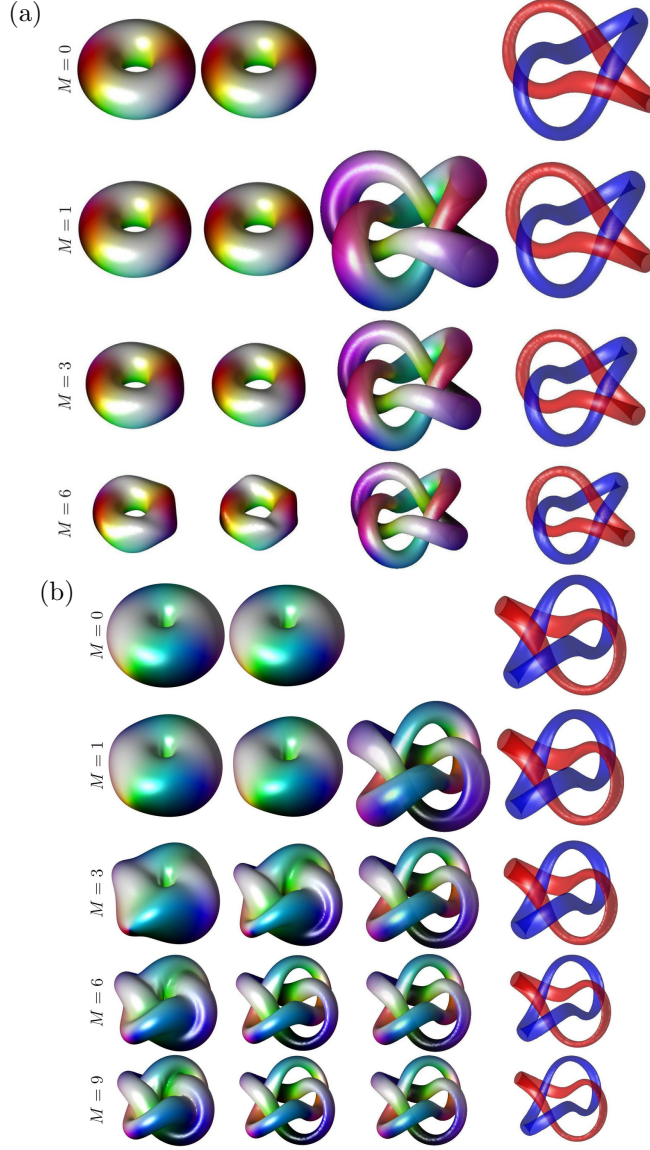 (a)
M = 0
M = 1
M = 3
M = 6
(b)
M = 0
M = 1
M = 3
M = 6
M = 9